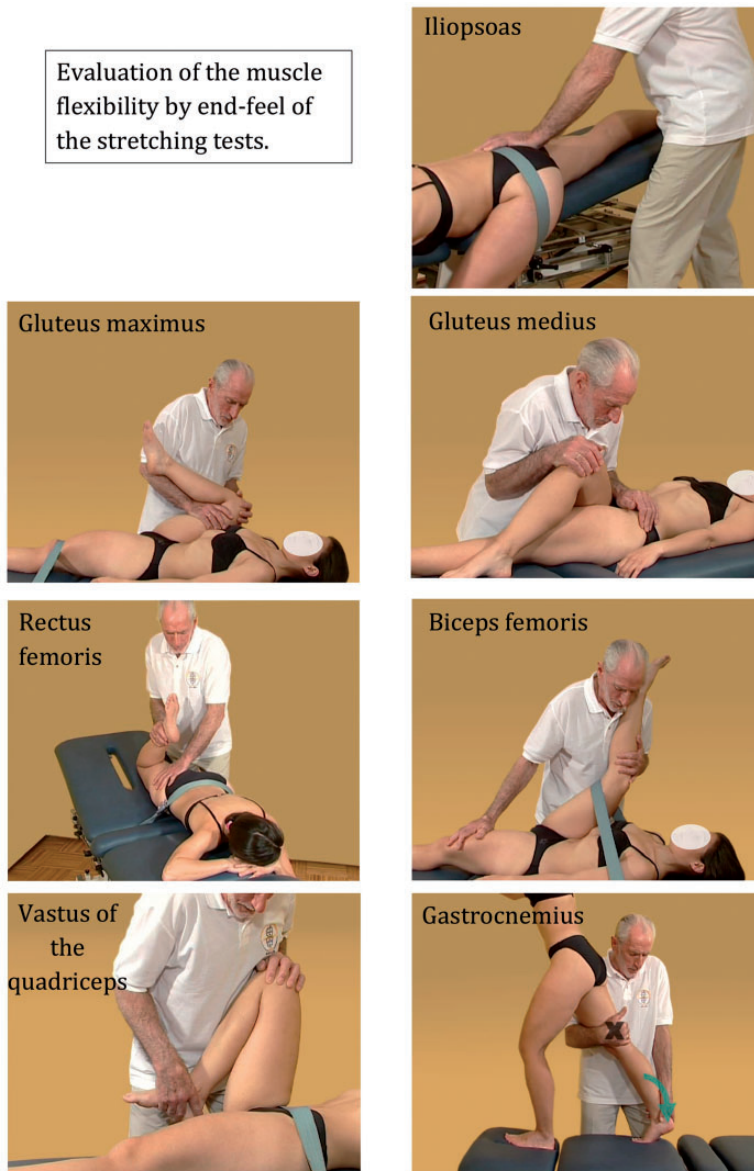 Evaluation of the muscle
flexibility by end-feel of
the stretching tests.
Iliopsoas
Gluteus maximus
Gluteus medius
Rectus
femoris
Biceps femoris
Vastus of
the
quadriceps
Gastrocnemius
X